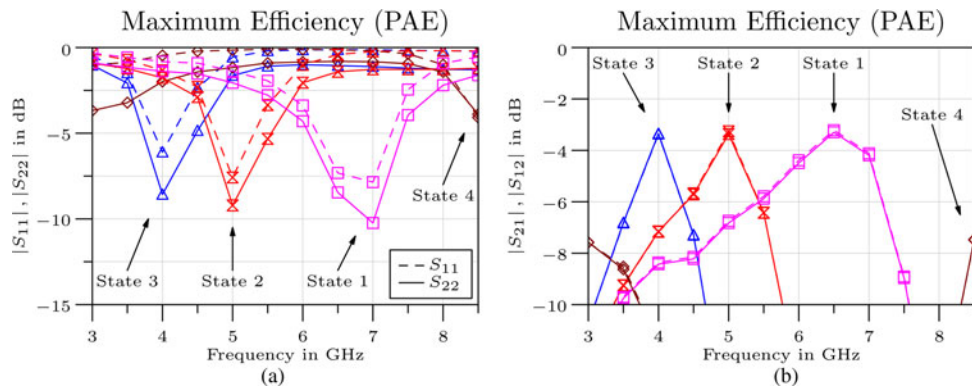 Maximum Efficiency (PAE)
|S11|, |S22| in dB
0
−5
−10
−15
State 3
State 2
State 1
State 4
S11
S22
3 4 5 6 7 8
Frequency in GHz
(a)
Maximum Efficiency (PAE)
|S21|, |S12| in dB
0
−2
−4
−6
−8
−10
State 3
State 2
State 1
State 4
3 4 5 6 7 8
Frequency in GHz
(b)